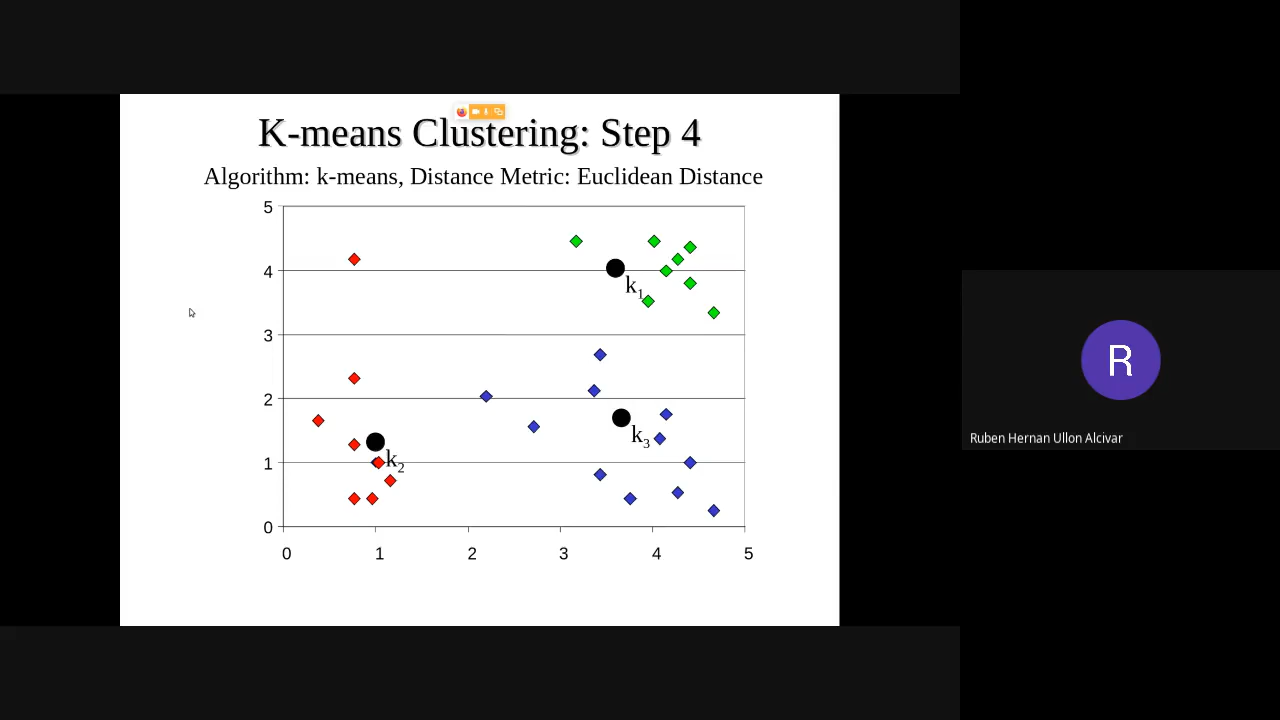 K-means Clustering: Step 4
Algorithm: k-means, Distance Metric: Euclidean Distance
5
4
3
2
1
0
k1
k2
k3
0 1 2 3 4 5
R
Ruben Hernan Ullon Alcivar